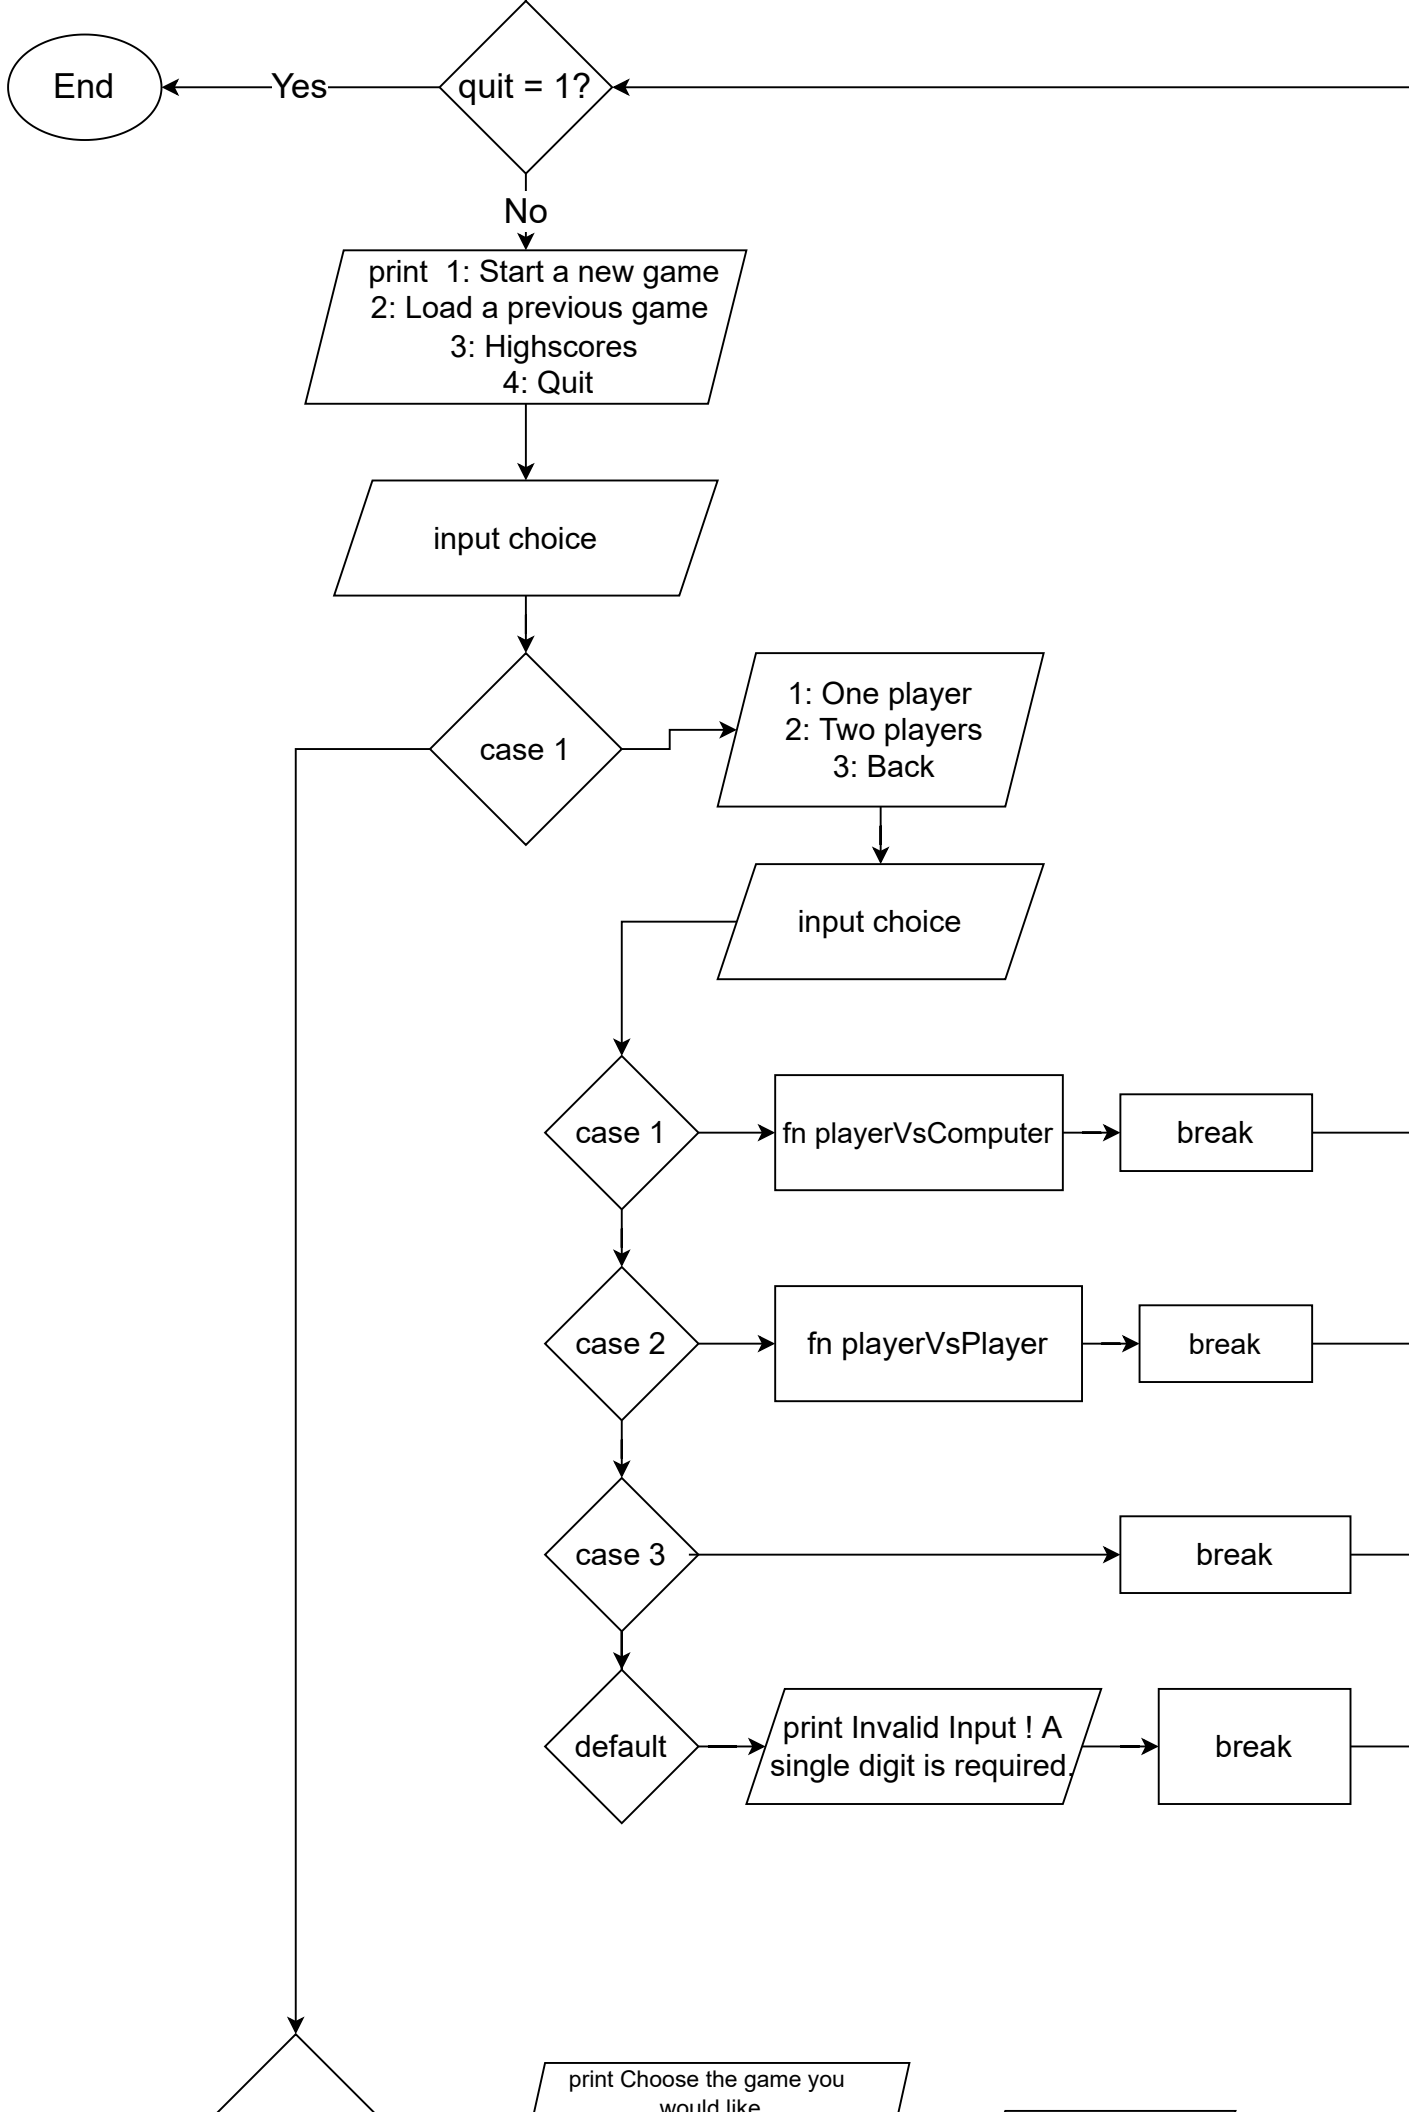 End
Yes
quit = 1?
No
print  1: Start a new game
2: Load a previous game
3: Highscores
4: Quit
input choice
case 1
1: One player
2: Two players
3: Back
input choice
case 1
fn playerVsComputer
break
case 2
fn playerVsPlayer
break
case 3
break
default
print Invalid Input ! A
single digit is required.
break
print Choose the game you
would like